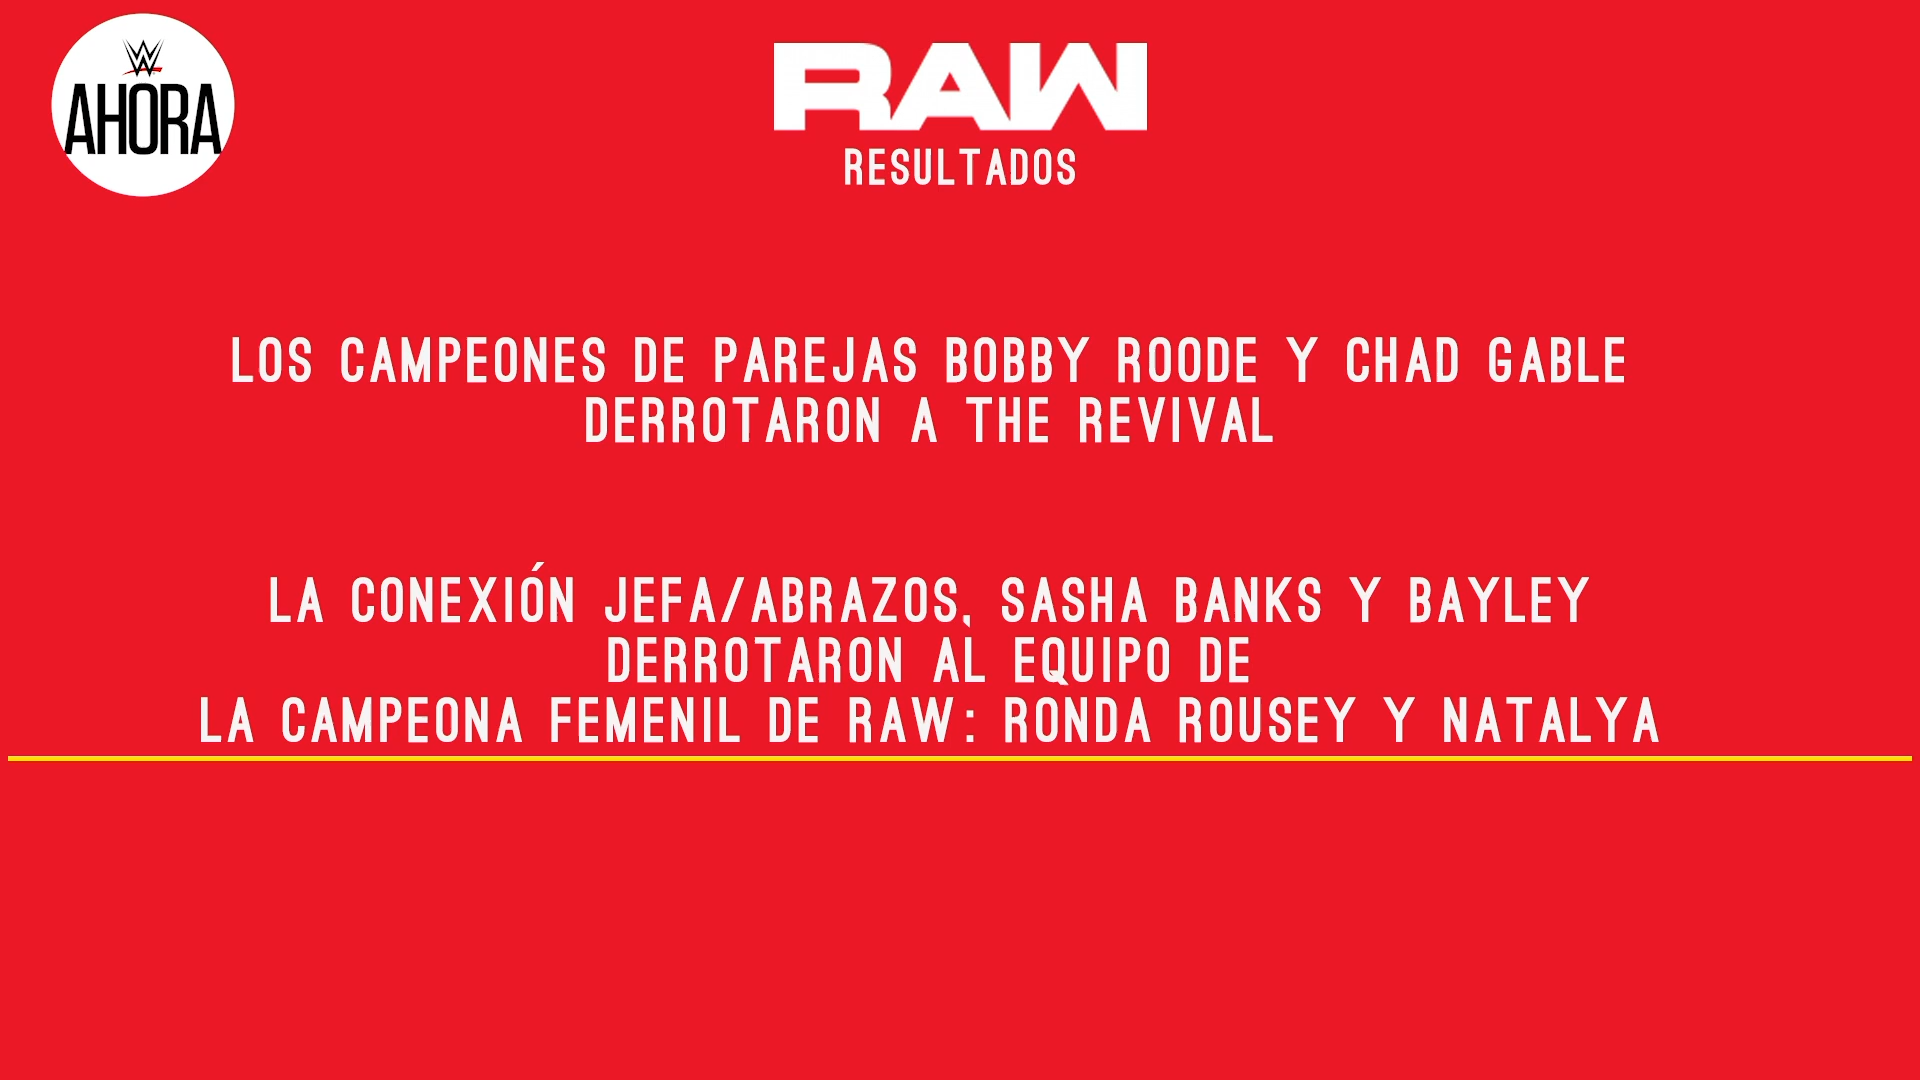 W
AHORA
RAW
RESULTADOS
LOS CAMPEONES DE PAREJAS BOBBY ROODE Y CHAD GABLE
DERROTARON A THE REVIVAL
LA CONEXIÓN JEFA/ABRAZOS, SASHA BANKS Y BAYLEY
DERROTARON AL EQUIPO DE
LA CAMPEONA FEMENIL DE RAW: RONDA ROUSEY Y NATALYA